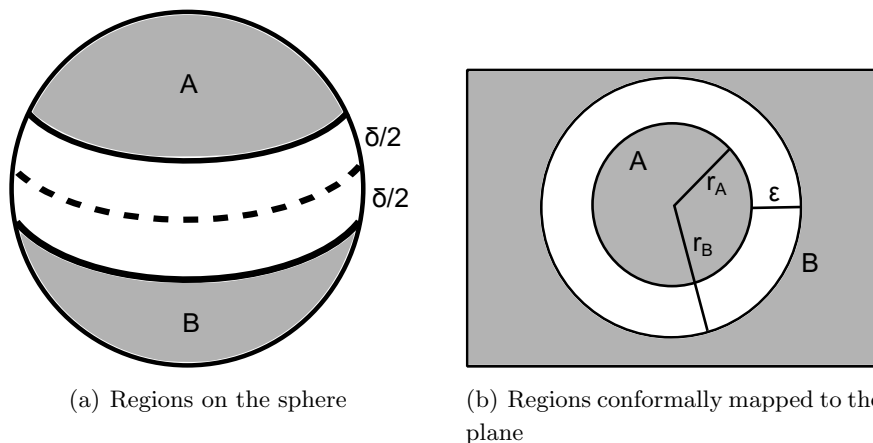 A
δ/2
δ/2
B
(a) Regions on the sphere
A
r_A
ε
r_B
B
(b) Regions conformally mapped to the
plane